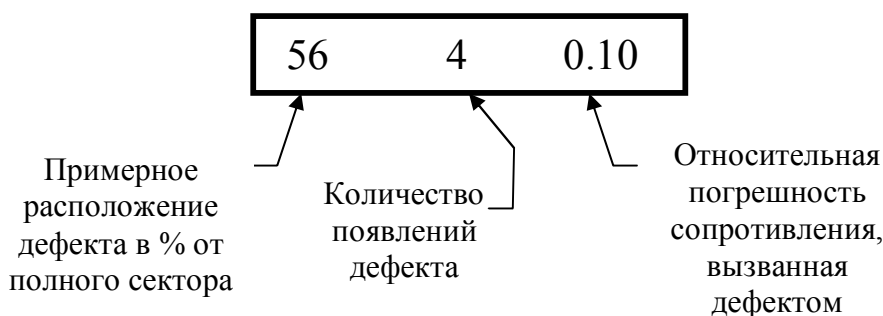 56 4 0.10
Примерное
расположение
дефекта в % от
полного сектора
Количество
появлений
дефекта
Относительная
погрешность
сопротивления,
вызванная
дефектом